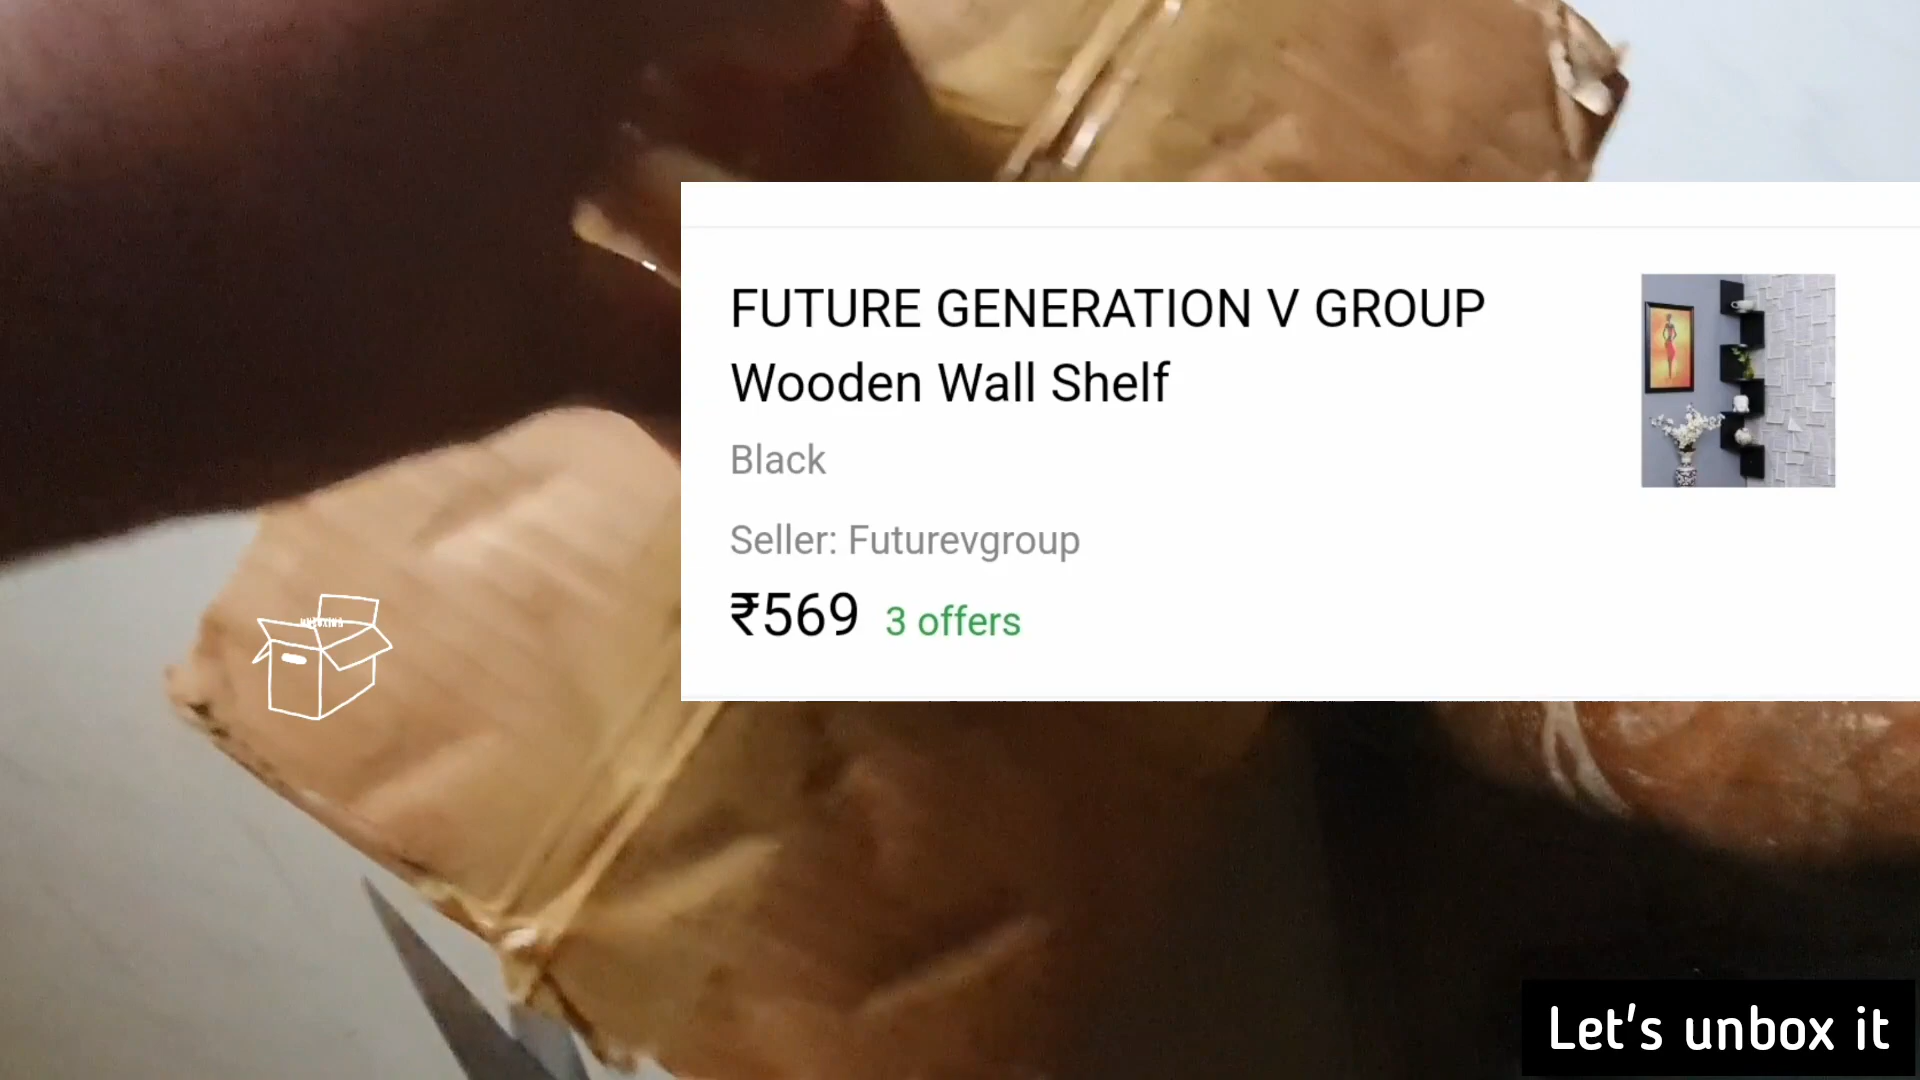 FUTURE GENERATION V GROUP
Wooden Wall Shelf
Black
Seller: Futurevgroup
₹569 3 offers
Let's unbox it